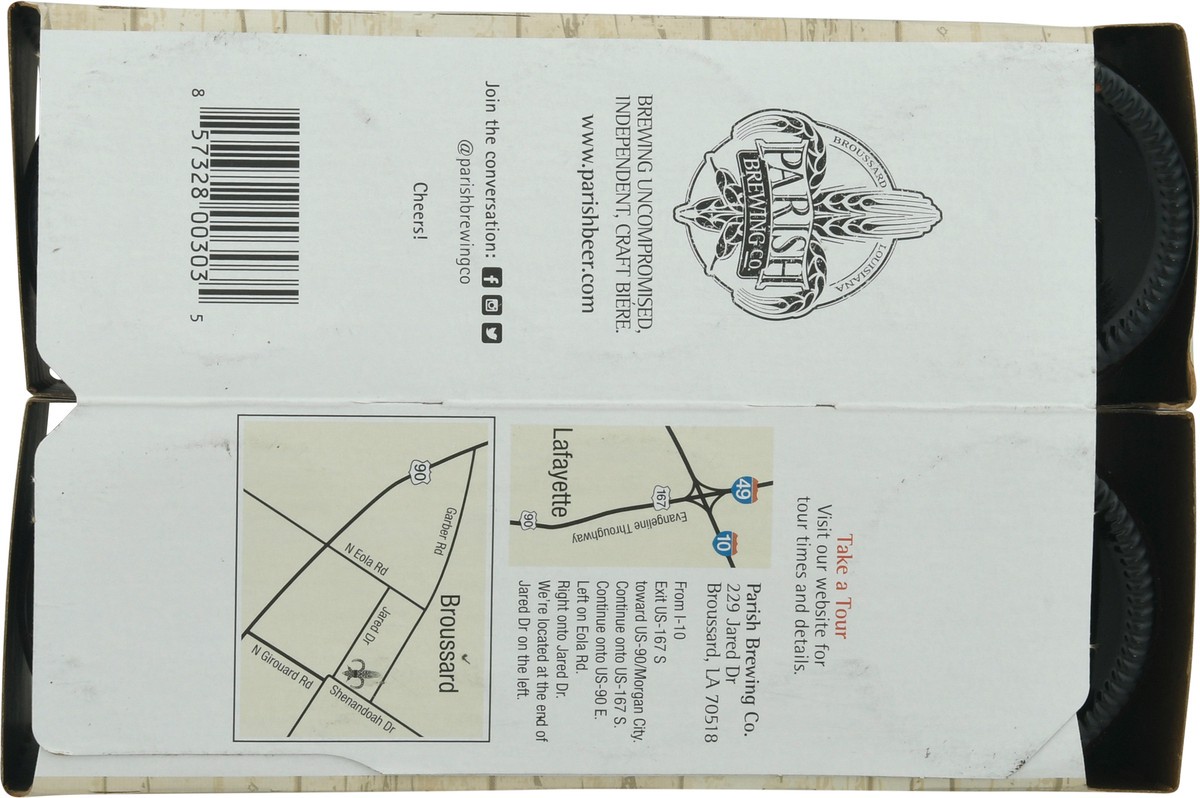 BROUSSARD
LOUISIANA
PARISH
BREWING CO.
BREWING UNCOMPROMISED,
INDEPENDENT, CRAFT BIÉRE.
www.parishbeer.com
Join the conversation:
@parishbrewingco
Cheers!
8 57328 00303 5
Take a Tour
Visit our website for
tour times and details.
49
10
167
Evangeline Throughway
90
Lafayette
Parish Brewing Co.
229 Jared Dr
Broussard, LA 70518
From I-10
Exit US-167 S
toward US-90/Morgan City.
Continue onto US-167 S.
Continue onto US-90 E.
Left on Eola Rd.
Right onto Jared Dr.
We're located at the end of
Jared Dr on the left.
90
Garber Rd
Broussard
N Eola Rd
Jared Dr
N Girouard Rd
Shenandoah Dr